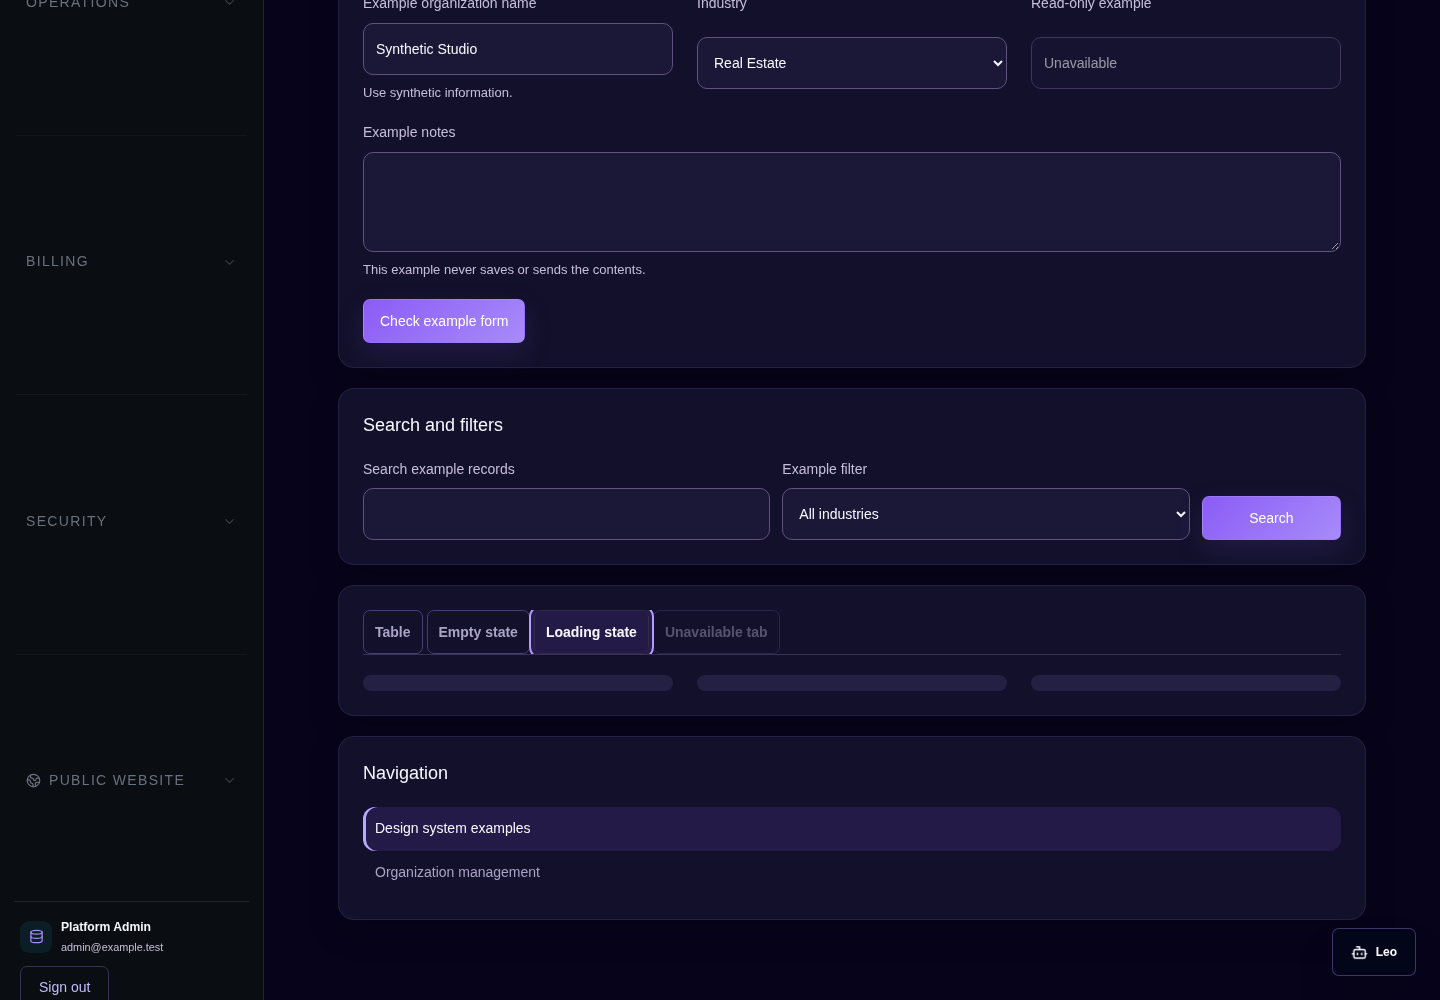 OPERATIONS
BILLING
SECURITY
PUBLIC WEBSITE
Platform Admin
admin@example.test
Sign out
Example organization name
Industry
Read-only example
Synthetic Studio
Real Estate
Unavailable
Use synthetic information.
Example notes
This example never saves or sends the contents.
Check example form
Search and filters
Search example records
Example filter
All industries
Search
Table
Empty state
Loading state
Unavailable tab
Navigation
Design system examples
Organization management
Leo